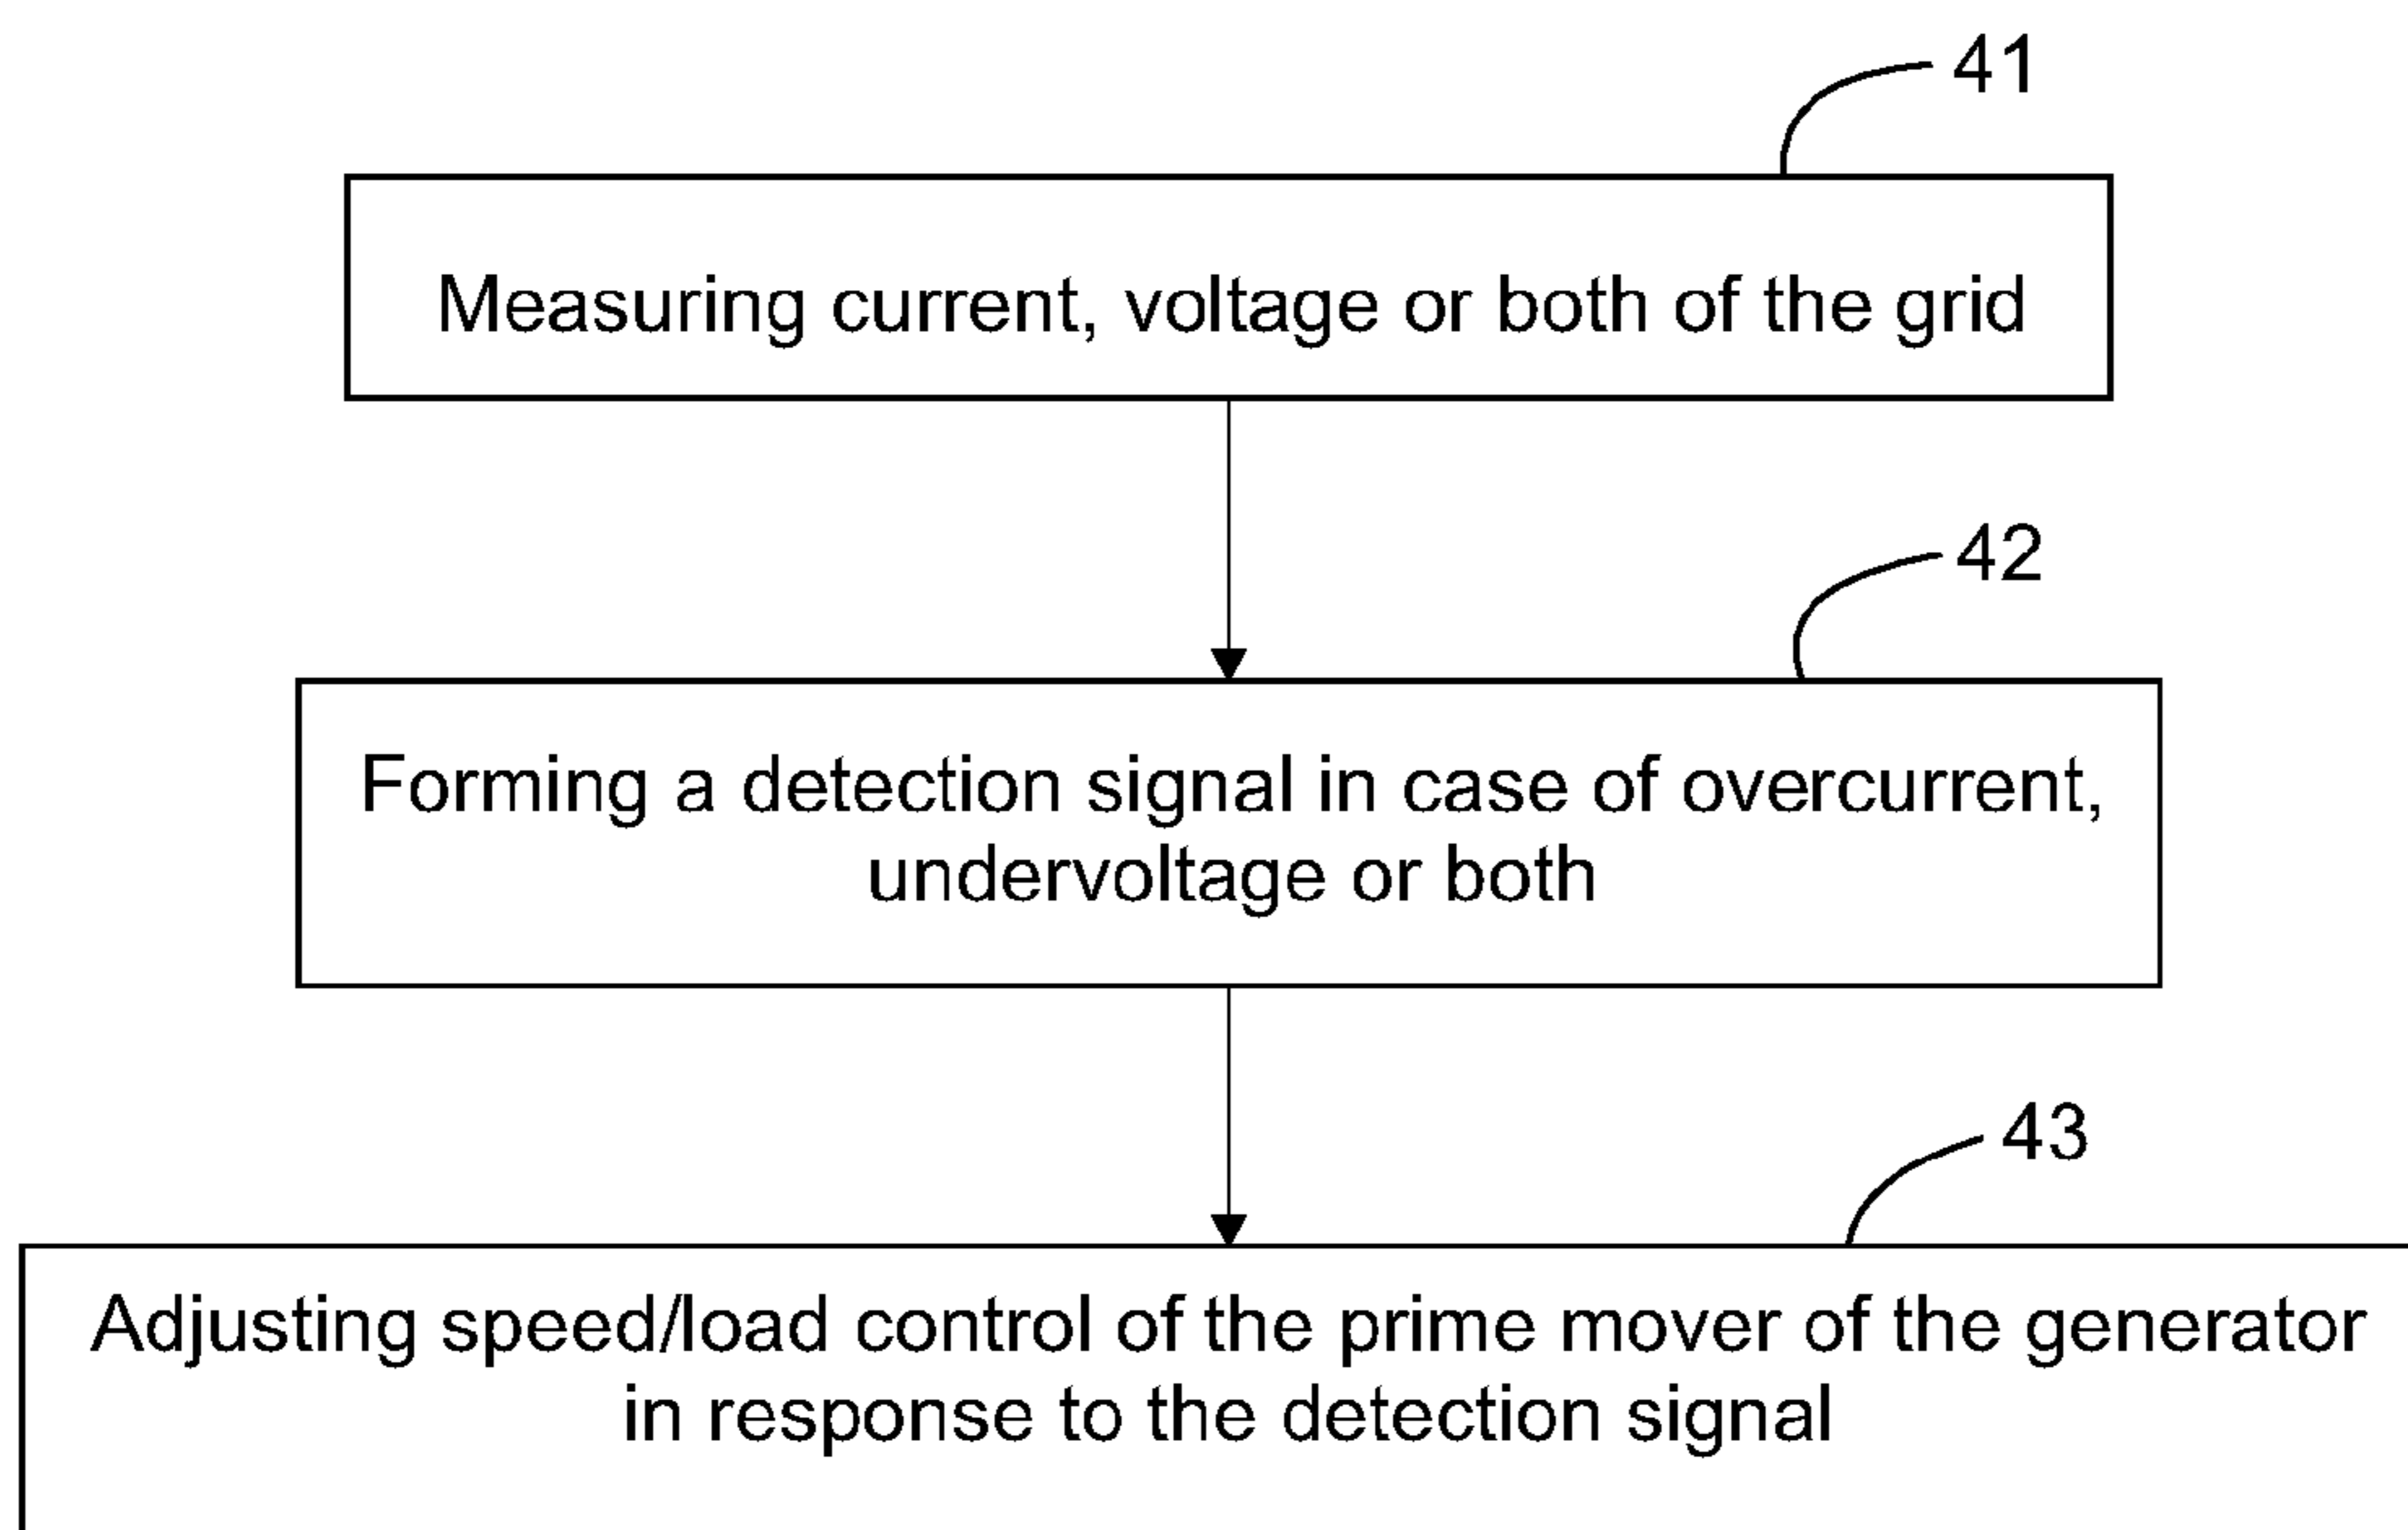 41
Measuring current, voltage or both of the grid
42
Forming a detection signal in case of overcurrent,
undervoltage or both
43
Adjusting speed/load control of the prime mover of the generator
in response to the detection signal